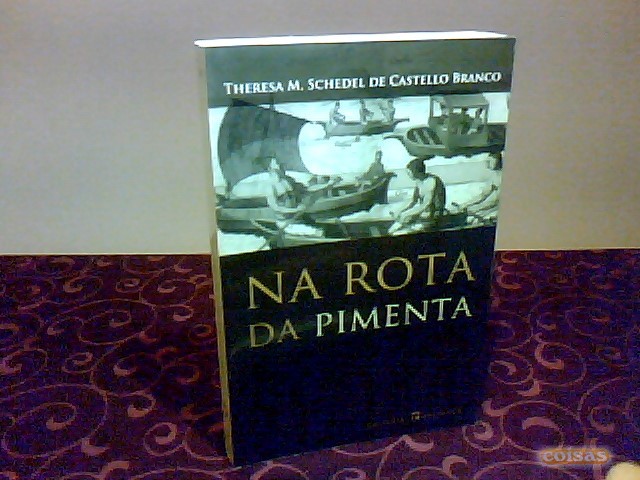 THERESA M. SCHEDEL DE CASTELLO BRANCO
NA ROTA
DA PIMENTA
coisas